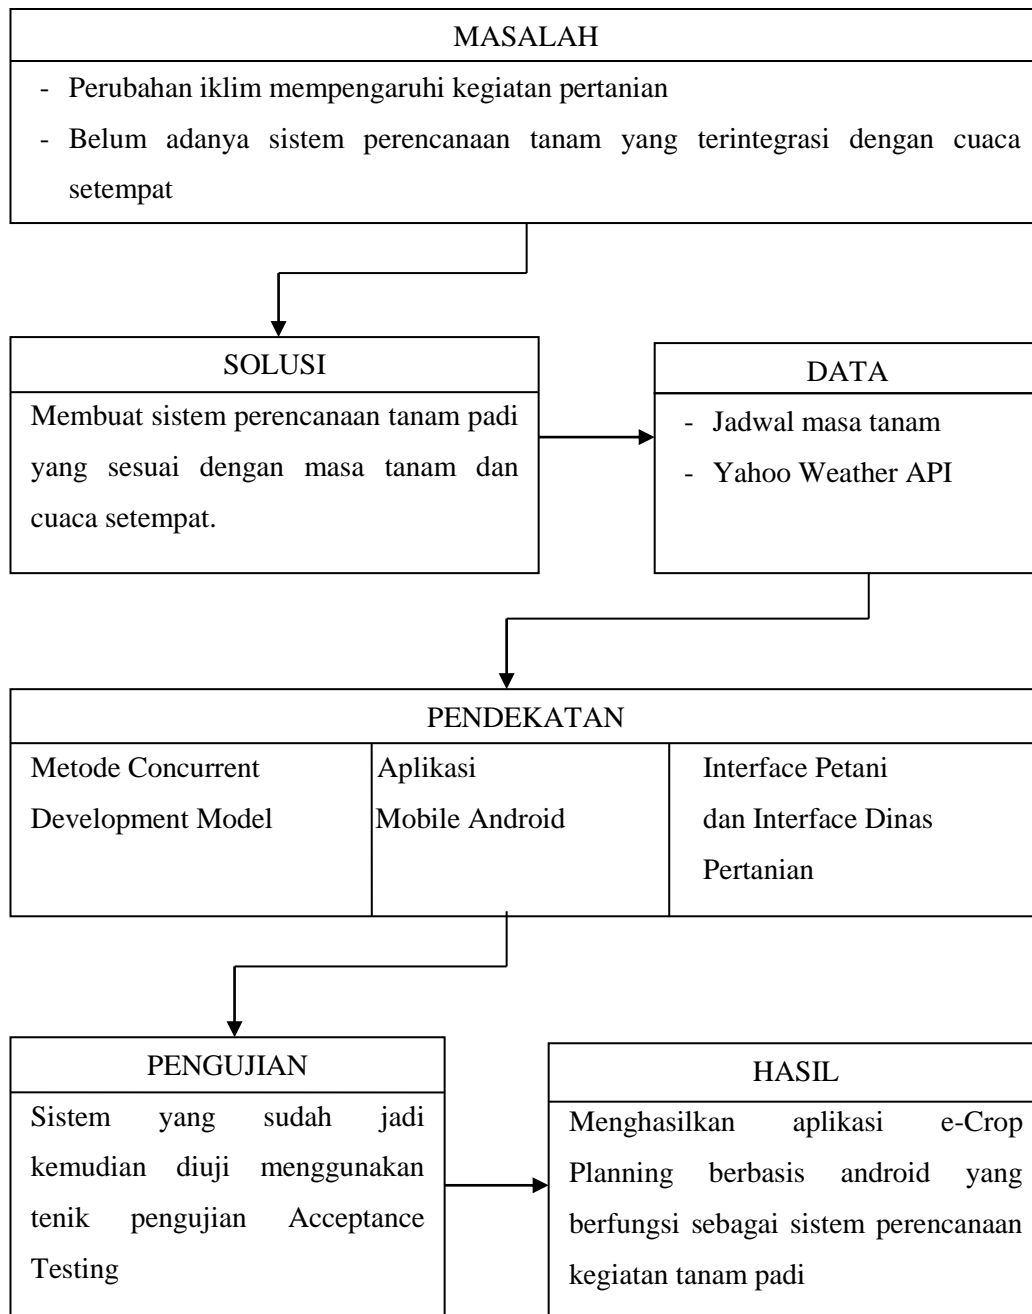 MASALAH
- Perubahan iklim mempengaruhi kegiatan pertanian
- Belum adanya sistem perencanaan tanam yang terintegrasi dengan cuaca
setempat
SOLUSI
Membuat sistem perencanaan tanam padi
yang sesuai dengan masa tanam dan
cuaca setempat.
DATA
- Jadwal masa tanam
- Yahoo Weather API
PENDEKATAN
Metode Concurrent
Development Model
Aplikasi
Mobile Android
Interface Petani
dan Interface Dinas
Pertanian
PENGUJIAN
Sistem yang sudah jadi
kemudian diuji menggunakan
tenik pengujian Acceptance
Testing
HASIL
Menghasilkan aplikasi e-Crop
Planning berbasis android yang
berfungsi sebagai sistem perencanaan
kegiatan tanam padi